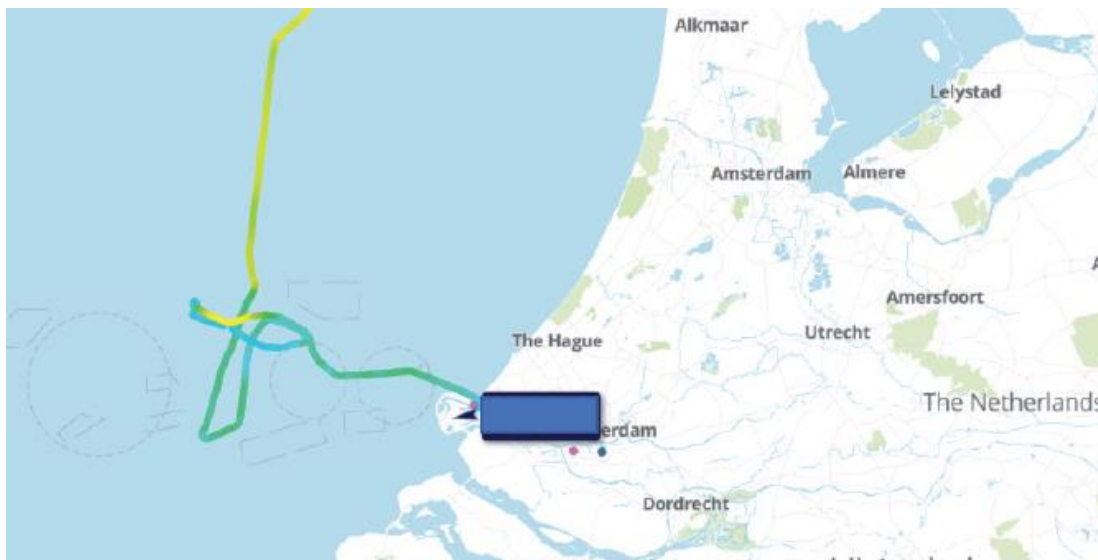 Alkmaar
Lelystad
Amsterdam
Almere
Amersfoort
Utrecht
The Hague
The Netherlands
erdam
Dordrecht